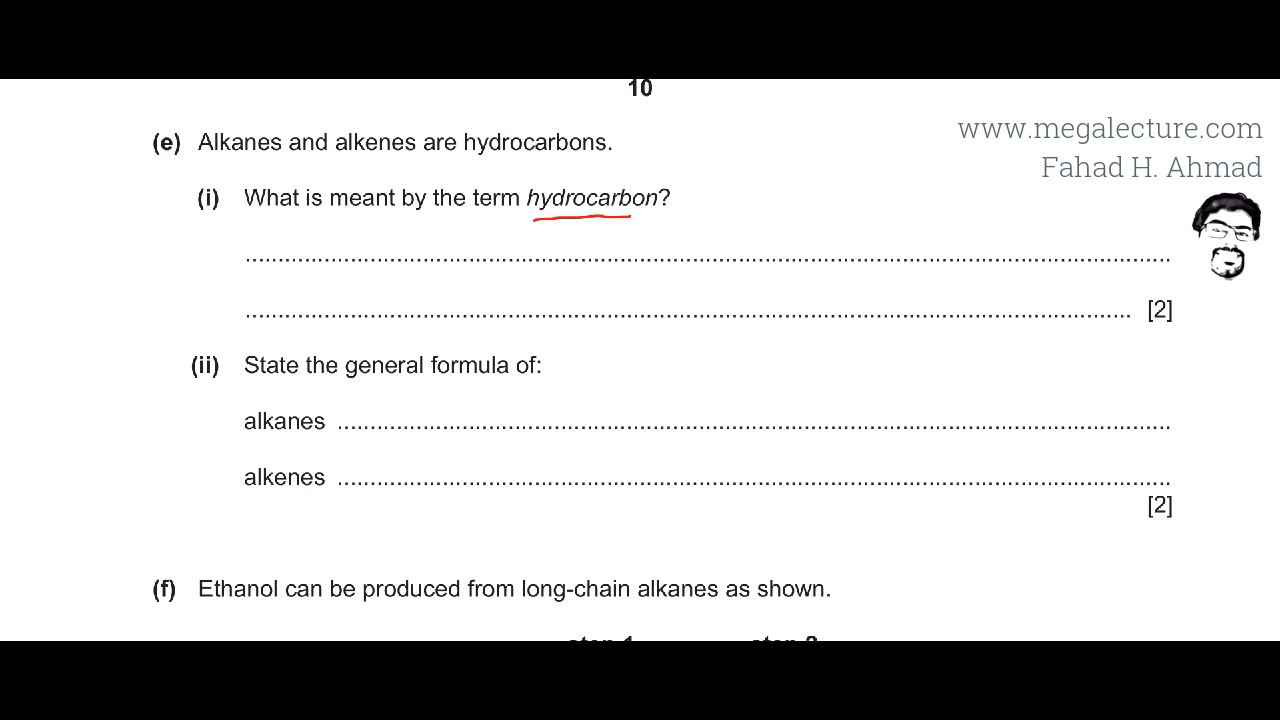 10
www.megalecture.com
Fahad H. Ahmad
(e) Alkanes and alkenes are hydrocarbons.
(i) What is meant by the term hydrocarbon?
..........................................................................................................................................
.................................................................................................................................... [2]
(ii) State the general formula of:
alkanes ............................................................................................................................
alkenes ............................................................................................................................
[2]
(f) Ethanol can be produced from long-chain alkanes as shown.